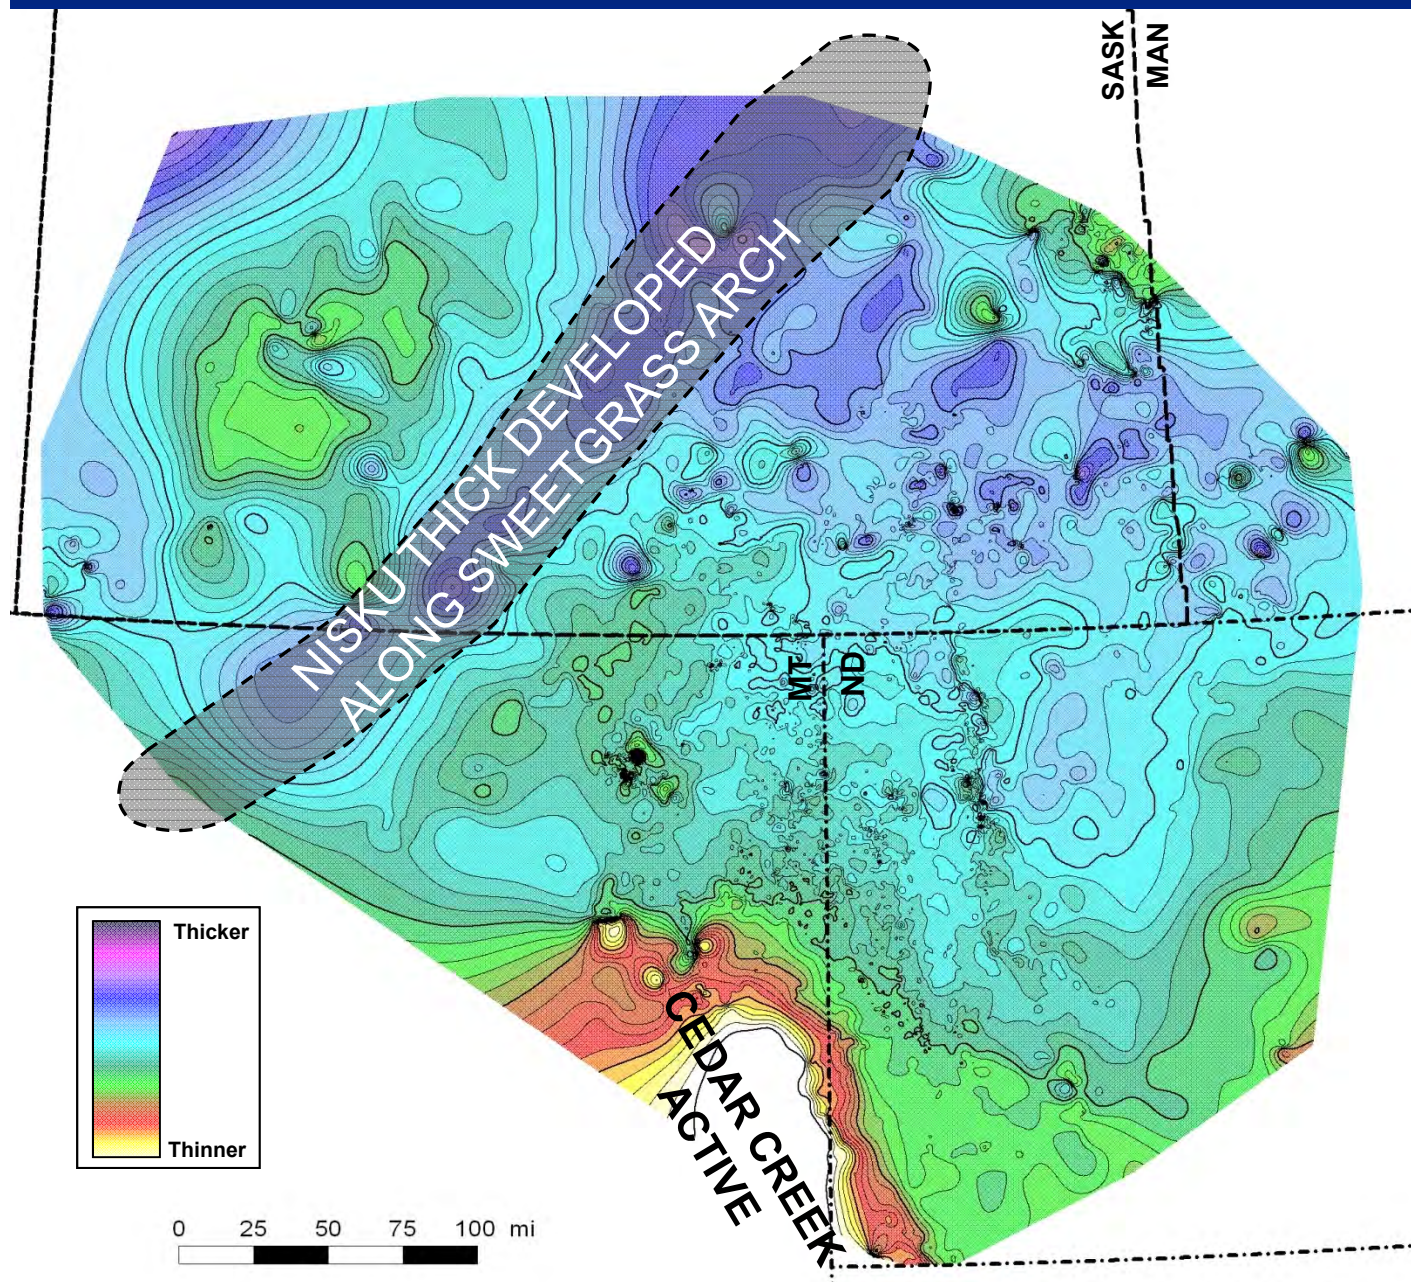 SASK
MAN
NISKU THICK DEVELOPED
ALONG SWEETGRASS ARCH
MT
ND
Thicker
Thinner
CEDAR CREEK
ACTIVE
0 25 50 75 100 mi